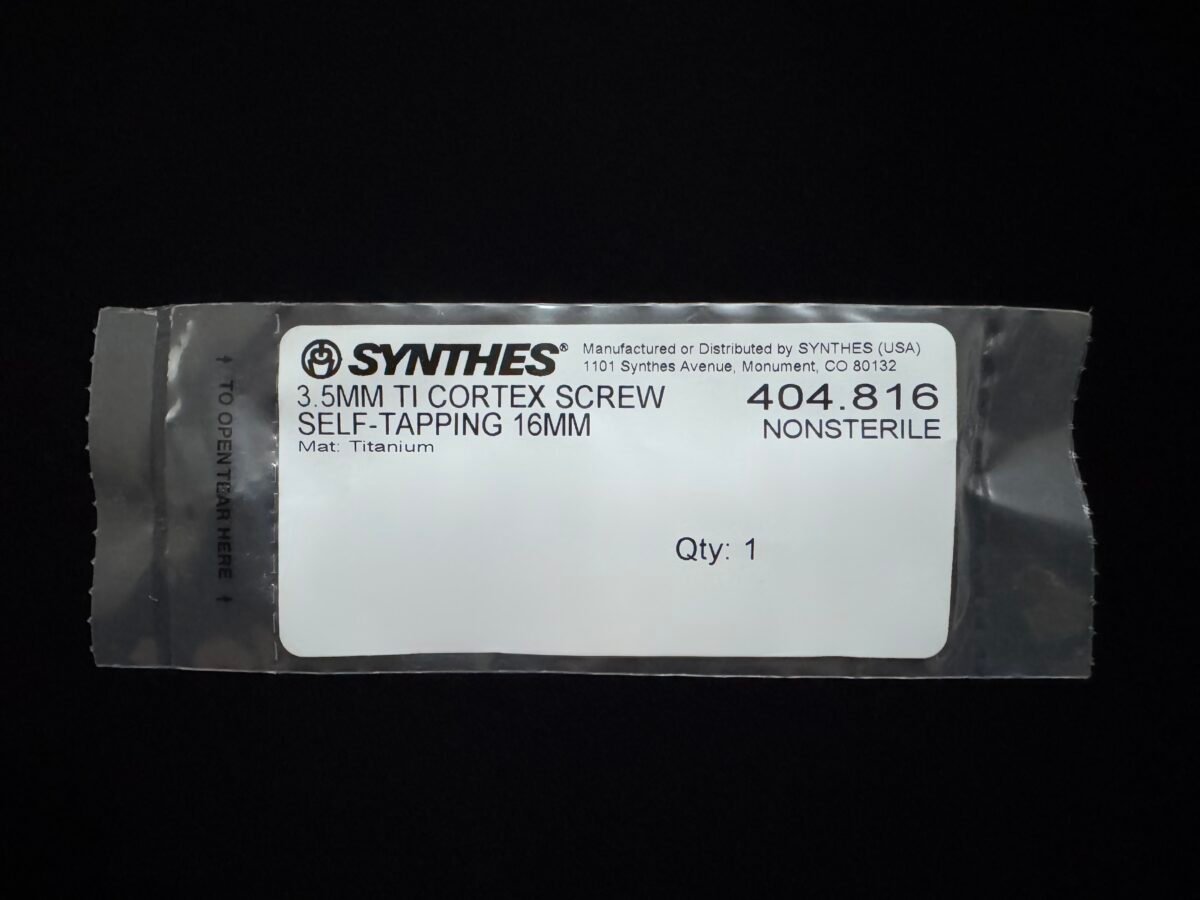 SYNTHES® Manufactured or Distributed by SYNTHES (USA)
1101 Synthes Avenue, Monument, CO 80132
3.5MM TI CORTEX SCREW 404.816
SELF-TAPPING 16MM NONSTERILE
Mat: Titanium
Qty: 1
TO OPEN TEAR HERE